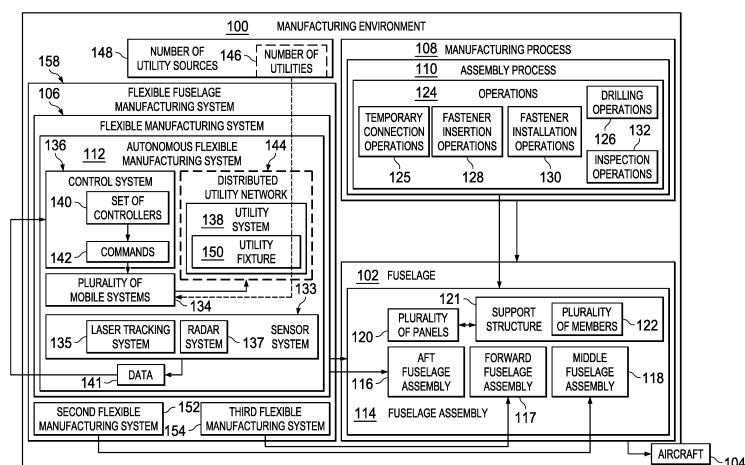 100 MANUFACTURING ENVIRONMENT
148
NUMBER OF
UTILITY SOURCES
146
NUMBER OF
UTILITIES
158
FLEXIBLE FUSELAGE
MANUFACTURING SYSTEM
106
FLEXIBLE MANUFACTURING SYSTEM
136
112
AUTONOMOUS FLEXIBLE
MANUFACTURING SYSTEM
144
CONTROL SYSTEM
140
SET OF
CONTROLLERS
142
COMMANDS
DISTRIBUTED
UTILITY NETWORK
138
UTILITY
SYSTEM
150
UTILITY
FIXTURE
PLURALITY OF
MOBILE SYSTEMS
134
133
135
LASER TRACKING
SYSTEM
RADAR
SYSTEM
137
SENSOR
SYSTEM
141
DATA
SECOND FLEXIBLE
MANUFACTURING SYSTEM
152
154
THIRD FLEXIBLE
MANUFACTURING SYSTEM
108 MANUFACTURING PROCESS
110 ASSEMBLY PROCESS
124 OPERATIONS
TEMPORARY
CONNECTION
OPERATIONS
125
FASTENER
INSERTION
OPERATIONS
128
FASTENER
INSTALLATION
OPERATIONS
130
DRILLING
OPERATIONS
126
132
INSPECTION
OPERATIONS
102 FUSELAGE
121
120
PLURALITY
OF PANELS
SUPPORT
STRUCTURE
PLURALITY
OF MEMBERS
122
116
AFT
FUSELAGE
ASSEMBLY
FORWARD
FUSELAGE
ASSEMBLY
117
MIDDLE
FUSELAGE
ASSEMBLY
118
114 FUSELAGE ASSEMBLY
AIRCRAFT
104